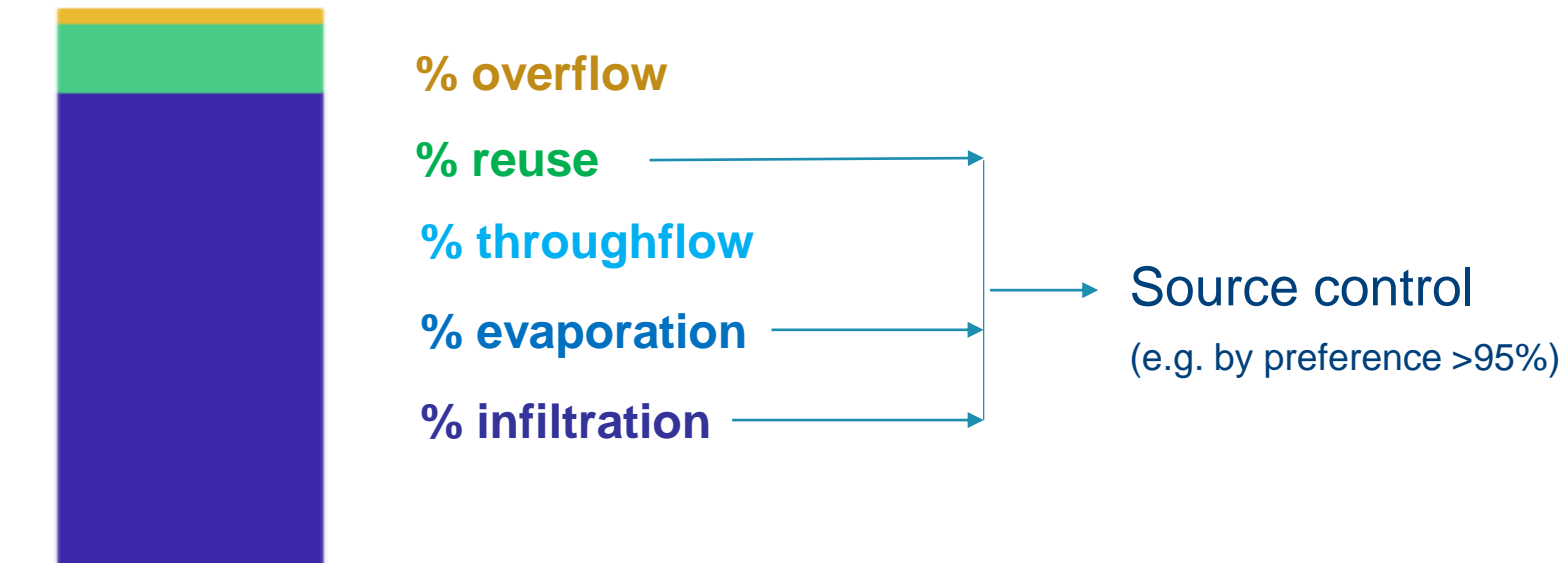 % overflow
% reuse
% throughflow
% evaporation
% infiltration
Source control
(e.g. by preference >95%)